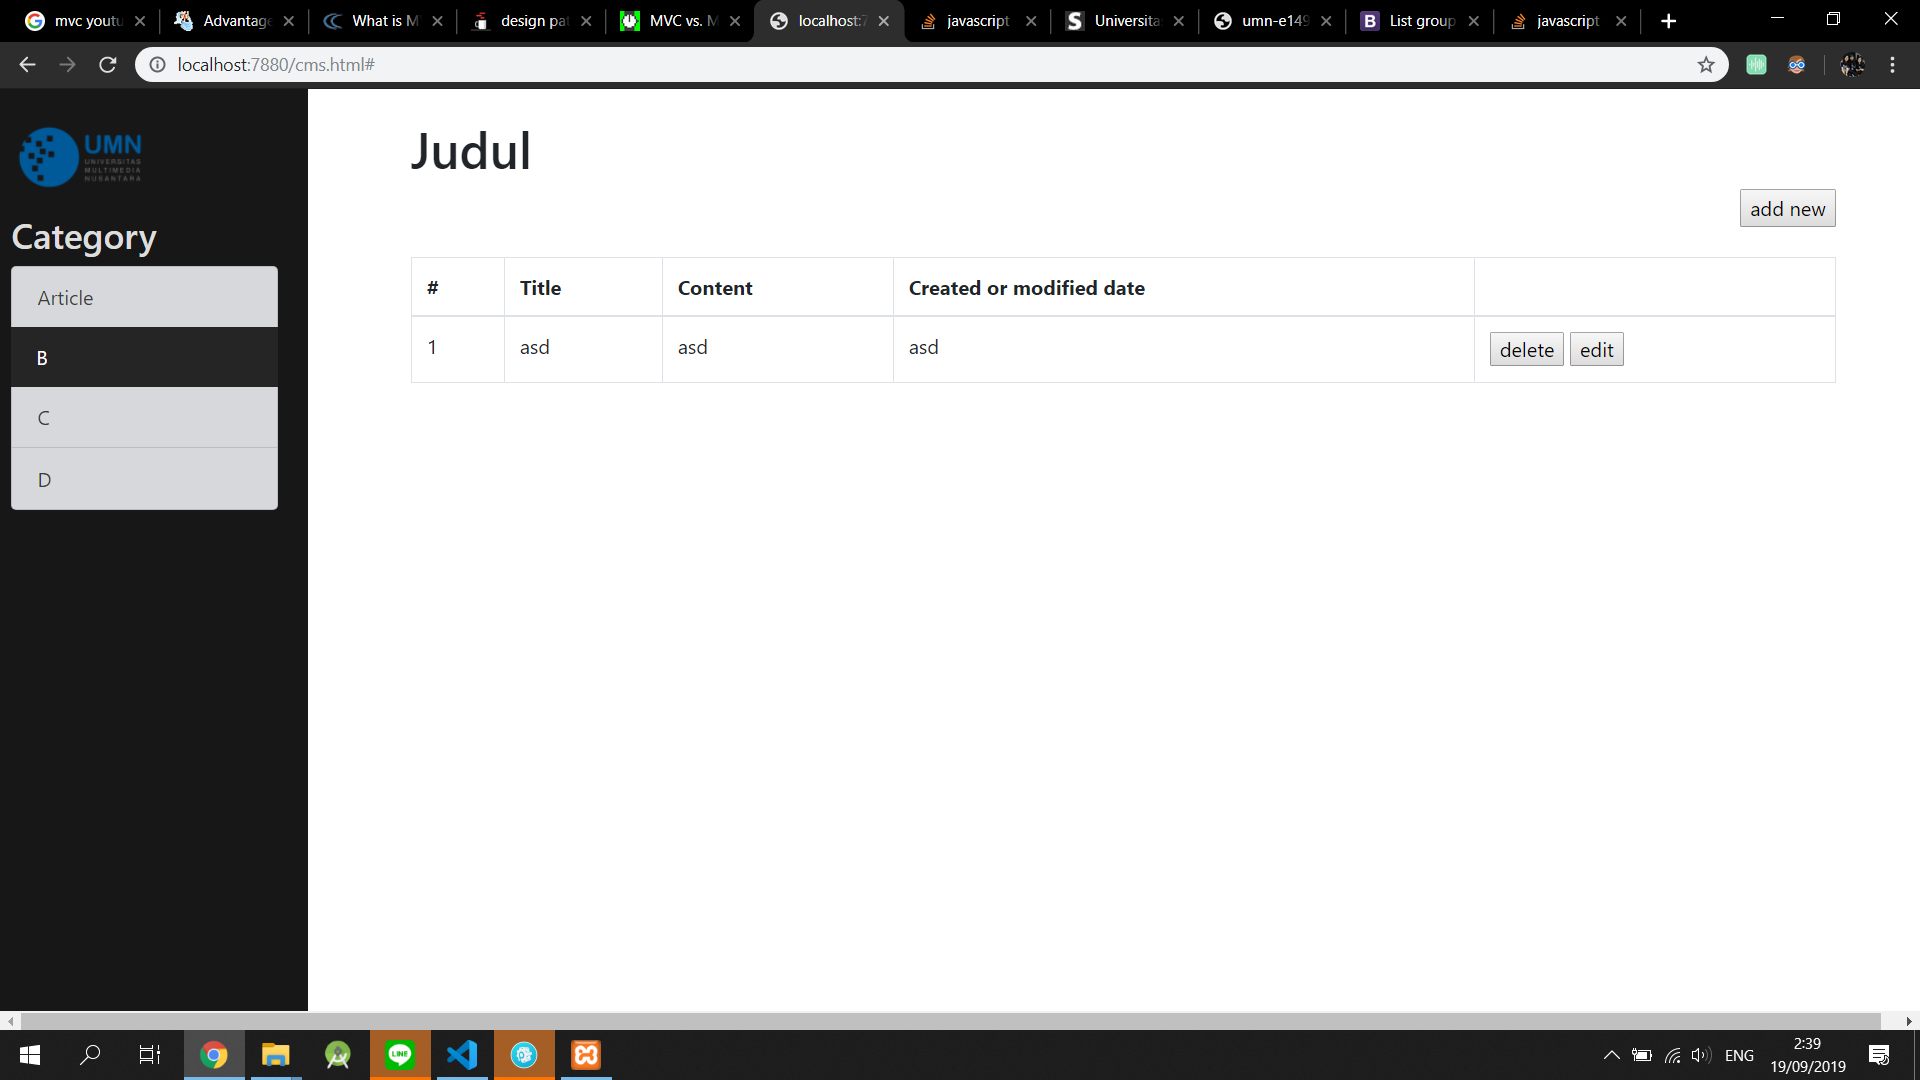 mvc youtu
Advantage
What is M
design pat
MVC vs. M
localhost:7
javascript
Universita
umn-e149
List group
javascript
localhost:7880/cms.html#
UMN
UNIVERSITAS
MULTIMEDIA
NUSANTARA
Category
Article
B
C
D
Judul
add new
# Title Content Created or modified date
1 asd asd asd delete edit
LINE
ENG
2:39
19/09/2019